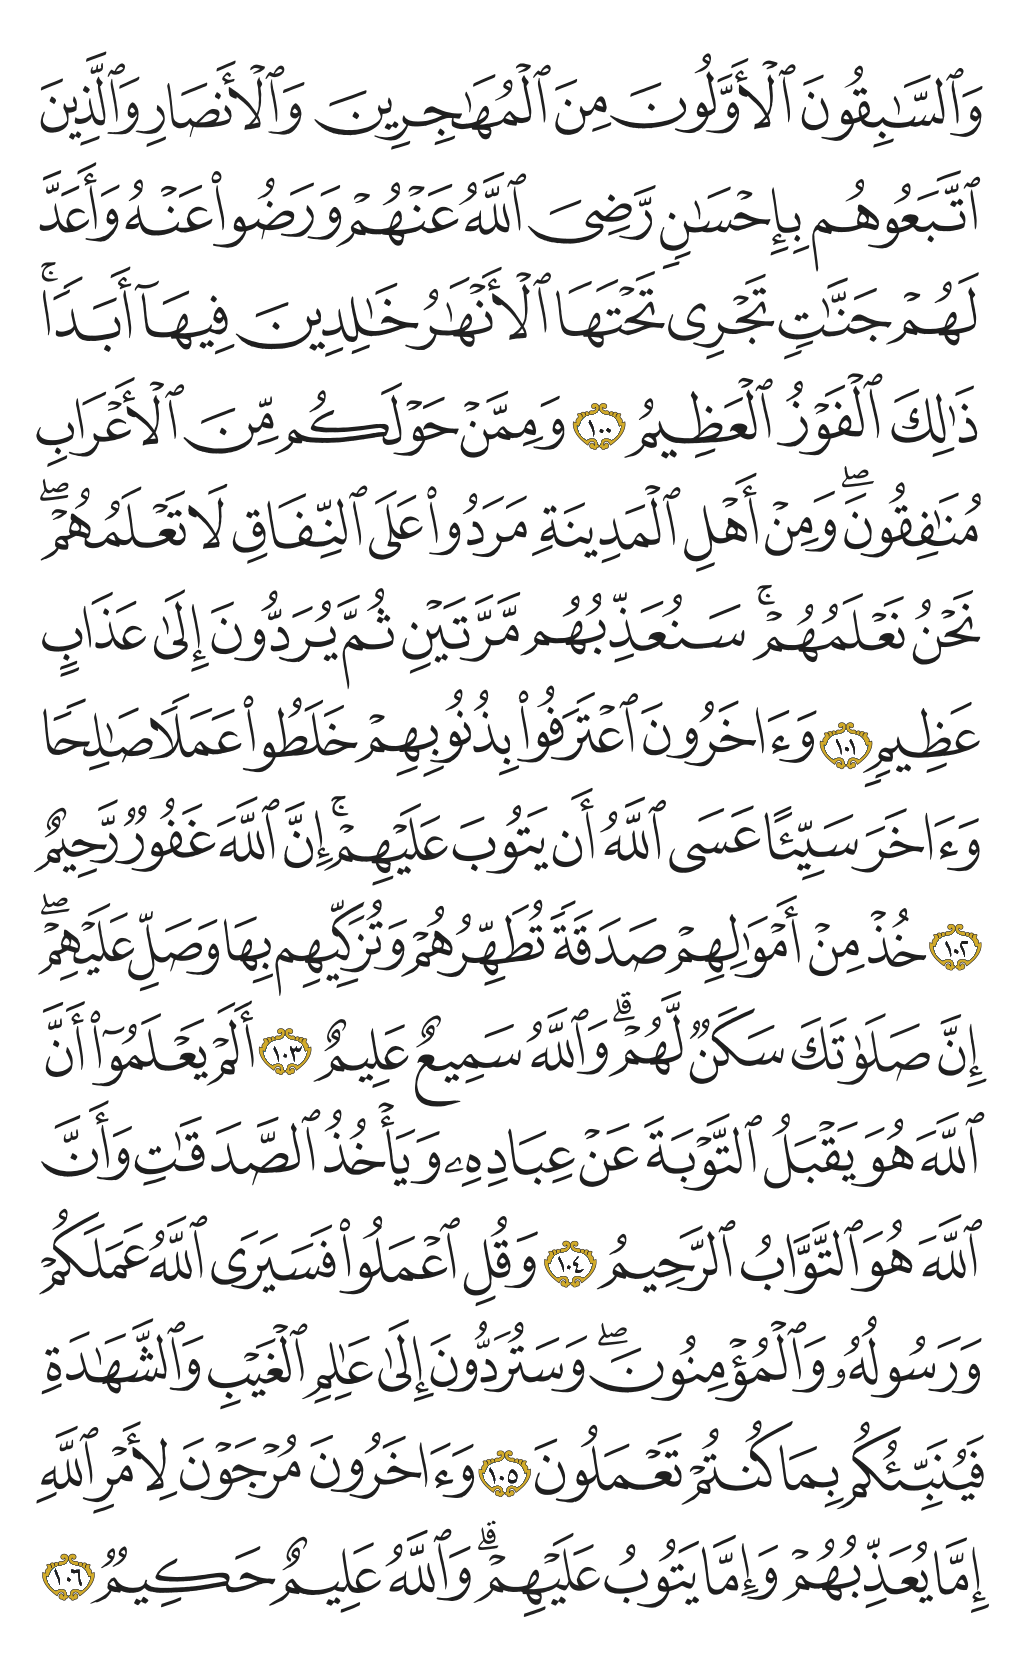 وَٱلسَّٰبِقُونَ ٱلْأَوَّلُونَ مِنَ ٱلْمُهَٰجِرِينَ وَٱلْأَنصَارِ وَٱلَّذِينَ
ٱتَّبَعُوهُم بِإِحْسَٰنٍ رَّضِىَ ٱللَّهُ عَنْهُمْ وَرَضُوا۟ عَنْهُ وَأَعَدَّ
لَهُمْ جَنَّٰتٍ تَجْرِى تَحْتَهَا ٱلْأَنْهَٰرُ خَٰلِدِينَ فِيهَآ أَبَدًا ۚ
ذَٰلِكَ ٱلْفَوْزُ ٱلْعَظِيمُ ١٠٠ وَمِمَّنْ حَوْلَكُم مِّنَ ٱلْأَعْرَابِ
مُنَٰفِقُونَ ۖ وَمِنْ أَهْلِ ٱلْمَدِينَةِ مَرَدُوا۟ عَلَى ٱلنِّفَاقِ لَا تَعْلَمُهُمْ ۖ
نَحْنُ نَعْلَمُهُمْ ۚ سَنُعَذِّبُهُم مَّرَّتَيْنِ ثُمَّ يُرَدُّونَ إِلَىٰ عَذَابٍ
عَظِيمٍ ١٠١ وَءَاخَرُونَ ٱعْتَرَفُوا۟ بِذُنُوبِهِمْ خَلَطُوا۟ عَمَلًا صَٰلِحًا
وَءَاخَرَ سَيِّئًا عَسَى ٱللَّهُ أَن يَتُوبَ عَلَيْهِمْ ۚ إِنَّ ٱللَّهَ غَفُورٌ رَّحِيمٌ
١٠٢ خُذْ مِنْ أَمْوَٰلِهِمْ صَدَقَةً تُطَهِّرُهُمْ وَتُزَكِّيهِم بِهَا وَصَلِّ عَلَيْهِمْ ۖ
إِنَّ صَلَوٰتَكَ سَكَنٌ لَّهُمْ ۗ وَٱللَّهُ سَمِيعٌ عَلِيمٌ ١٠٣ أَلَمْ يَعْلَمُوٓا۟ أَنَّ
ٱللَّهَ هُوَ يَقْبَلُ ٱلتَّوْبَةَ عَنْ عِبَادِهِۦ وَيَأْخُذُ ٱلصَّدَقَٰتِ وَأَنَّ
ٱللَّهَ هُوَ ٱلتَّوَّابُ ٱلرَّحِيمُ ١٠٤ وَقُلِ ٱعْمَلُوا۟ فَسَيَرَى ٱللَّهُ عَمَلَكُمْ
وَرَسُولُهُۥ وَٱلْمُؤْمِنُونَ ۖ وَسَتُرَدُّونَ إِلَىٰ عَٰلِمِ ٱلْغَيْبِ وَٱلشَّهَٰدَةِ
فَيُنَبِّئُكُم بِمَا كُنتُمْ تَعْمَلُونَ ١٠٥ وَءَاخَرُونَ مُرْجَوْنَ لِأَمْرِ ٱللَّهِ
إِمَّا يُعَذِّبُهُمْ وَإِمَّا يَتُوبُ عَلَيْهِمْ ۗ وَٱللَّهُ عَلِيمٌ حَكِيمٌ ١٠٦